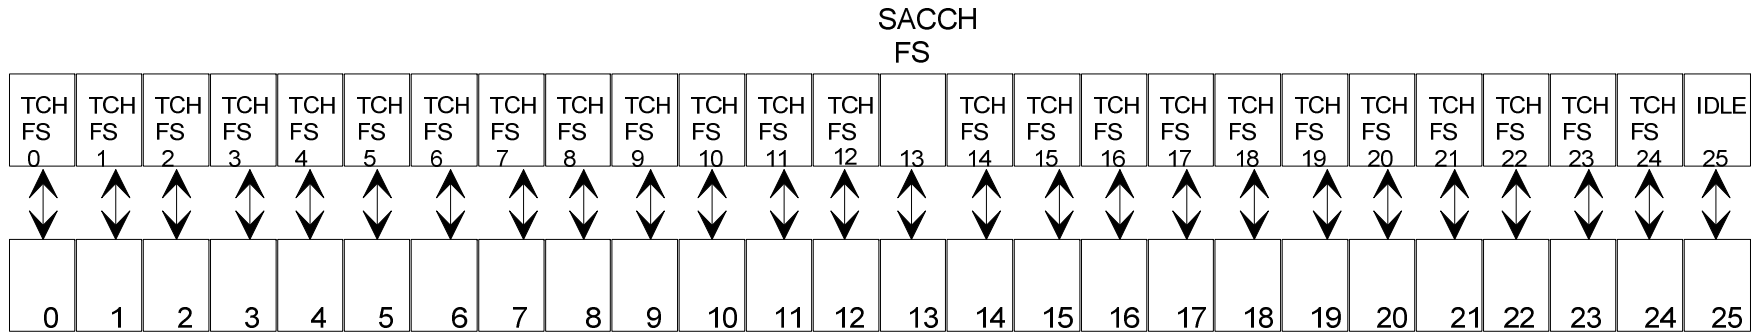 SACCH
FS
TCH TCH TCH TCH TCH TCH TCH TCH TCH TCH TCH TCH TCH TCH TCH TCH TCH TCH TCH TCH TCH TCH TCH TCH IDLE
FS FS FS FS FS FS FS FS FS FS FS FS FS FS FS FS FS FS FS FS FS FS FS FS
0 1 2 3 4 5 6 7 8 9 10 11 12 13 14 15 16 17 18 19 20 21 22 23 24 25
0 1 2 3 4 5 6 7 8 9 10 11 12 13 14 15 16 17 18 19 20 21 22 23 24 25